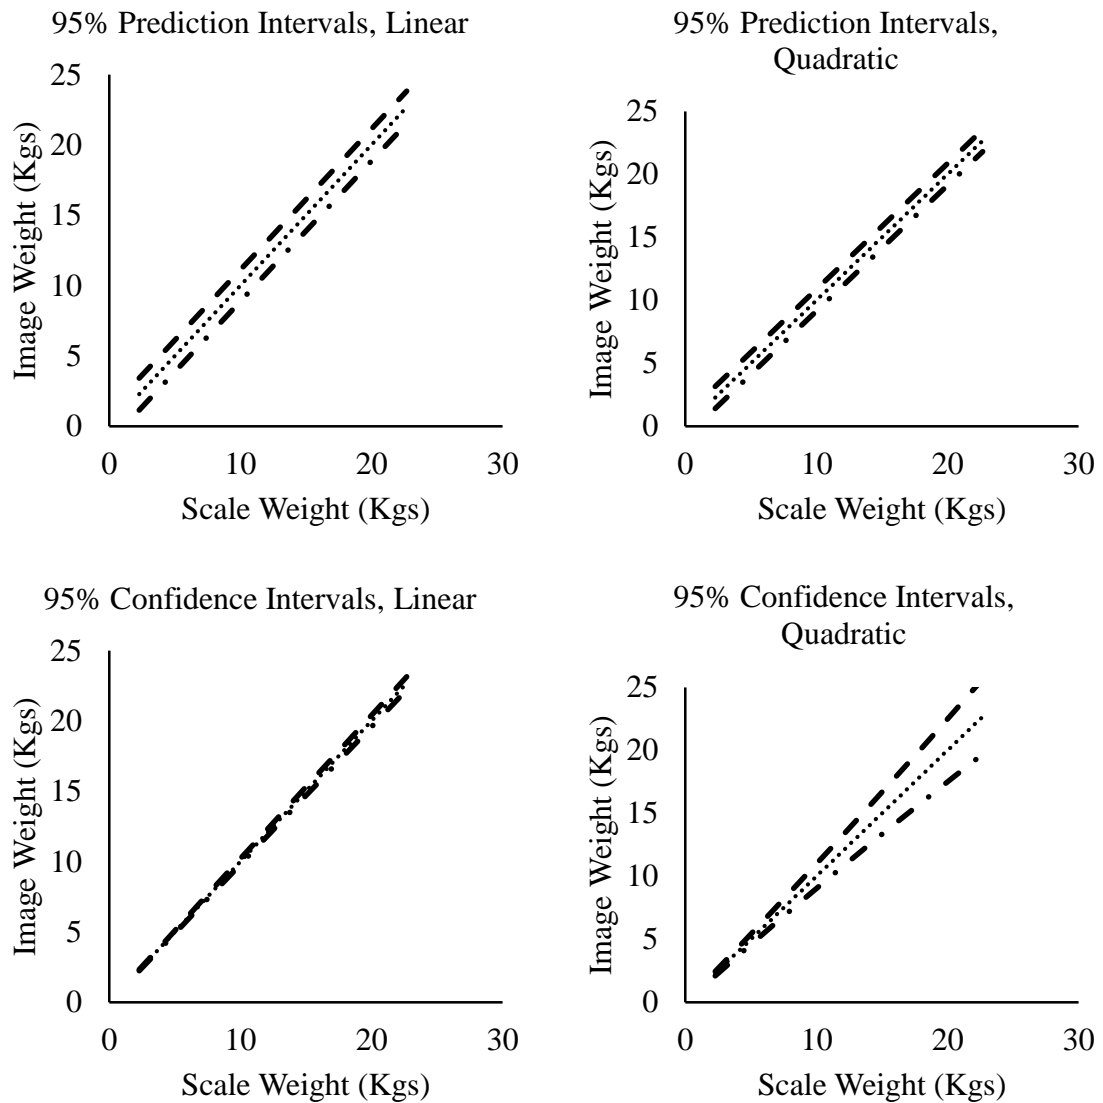 95% Prediction Intervals, Linear
25
20
15
10
5
0
0 10 20 30
Image Weight (Kgs)
Scale Weight (Kgs)
95% Prediction Intervals,
Quadratic
25
20
15
10
5
0
0 10 20 30
Image Weight (Kgs)
Scale Weight (Kgs)
95% Confidence Intervals, Linear
25
20
15
10
5
0
0 10 20 30
Image Weight (Kgs)
Scale Weight (Kgs)
95% Confidence Intervals,
Quadratic
25
20
15
10
5
0
0 10 20 30
Image Weight (Kgs)
Scale Weight (Kgs)